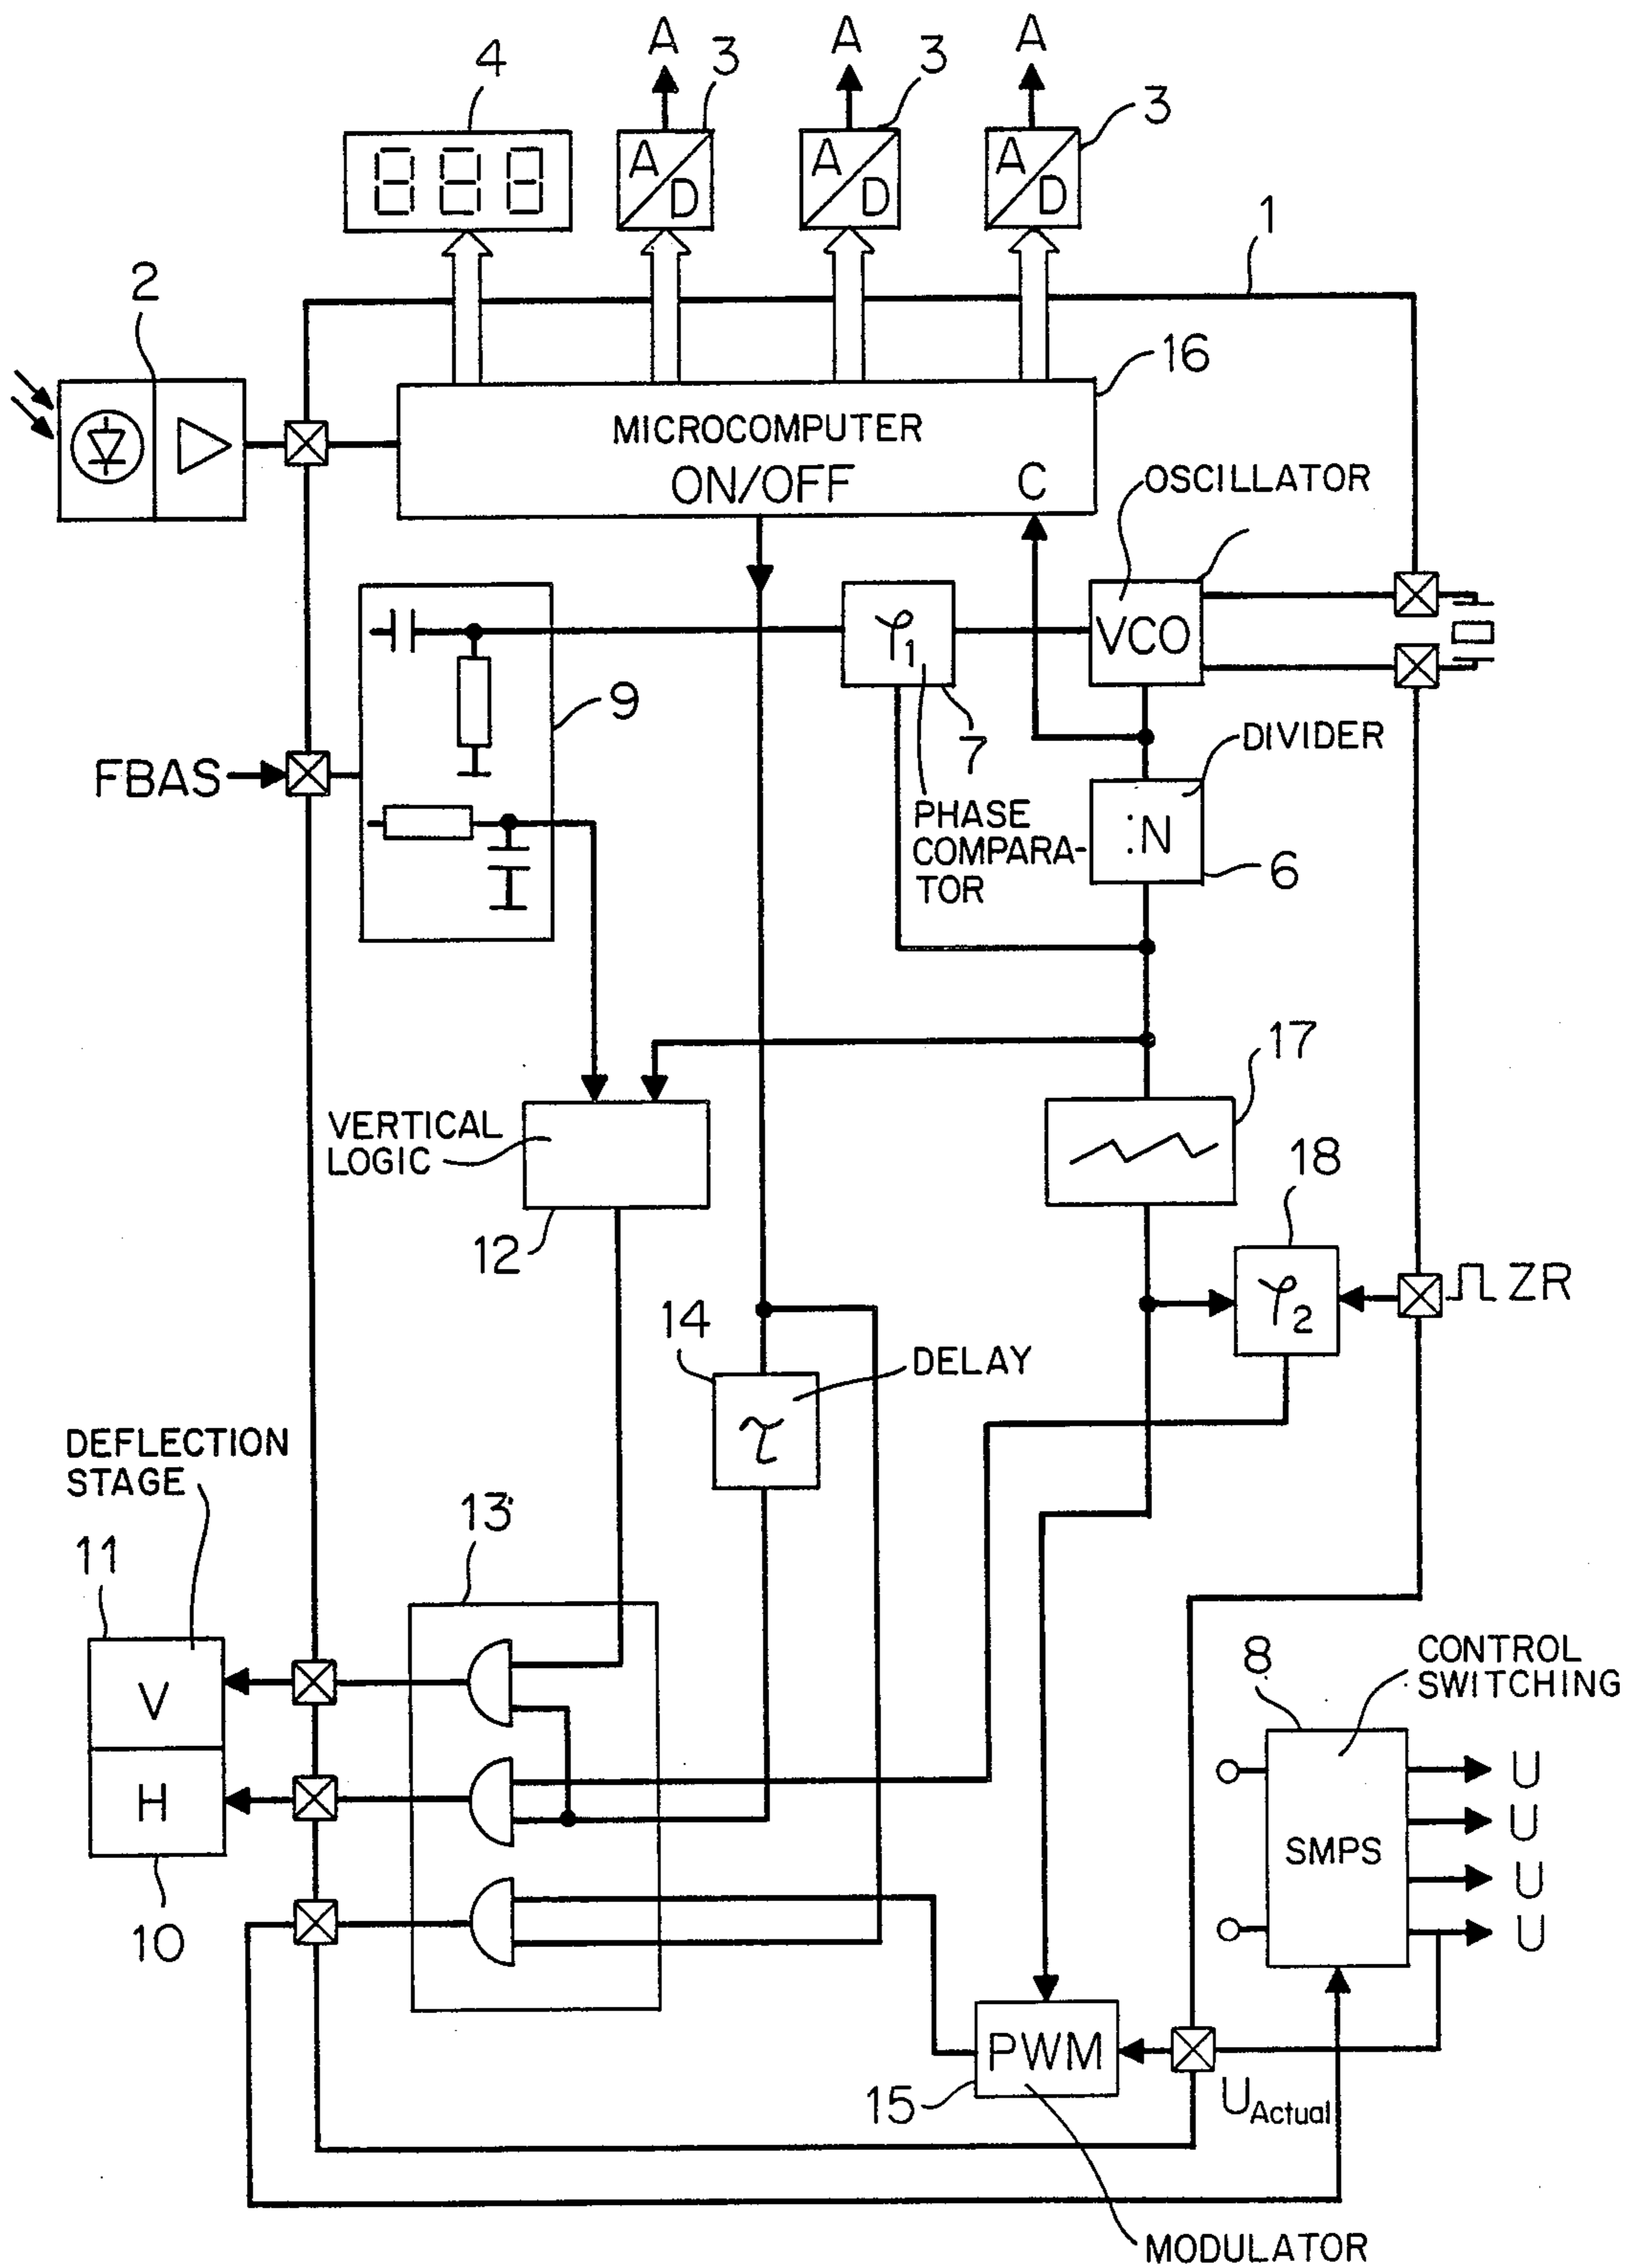 A
A
A
4
3
3
3
888
A/D
A/D
A/D
1
2
16
MICROCOMPUTER
ON/OFF
C
OSCILLATOR
φ1
VCO
9
7
DIVIDER
FBAS
PHASE
COMPARA-
TOR
:N
6
17
VERTICAL
LOGIC
18
12
φ2
ZR
14
DELAY
τ
DEFLECTION
STAGE
13
11
V
8
CONTROL
SWITCHING
H
U
U
SMPS
U
10
U
PWM
15
UActual
MODULATOR